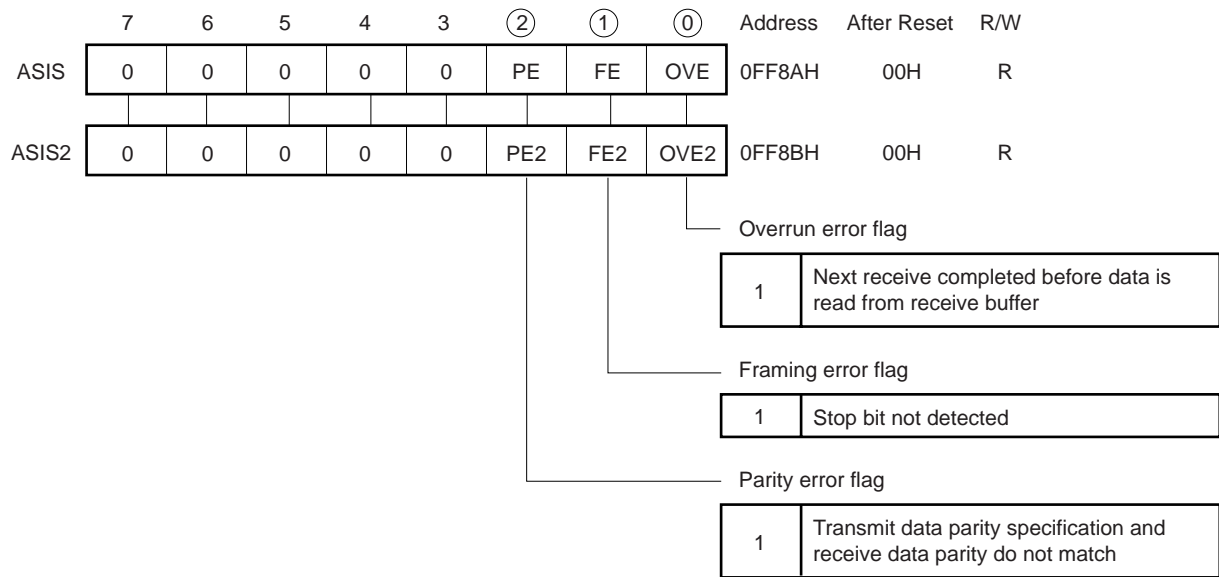 7 6 5 4 3 2 1 0 Address After Reset R/W
ASIS 0 0 0 0 0 PE FE OVE 0FF8AH 00H R
ASIS2 0 0 0 0 0 PE2 FE2 OVE2 0FF8BH 00H R
Overrun error flag
1 Next receive completed before data is
read from receive buffer
Framing error flag
1 Stop bit not detected
Parity error flag
1 Transmit data parity specification and
receive data parity do not match